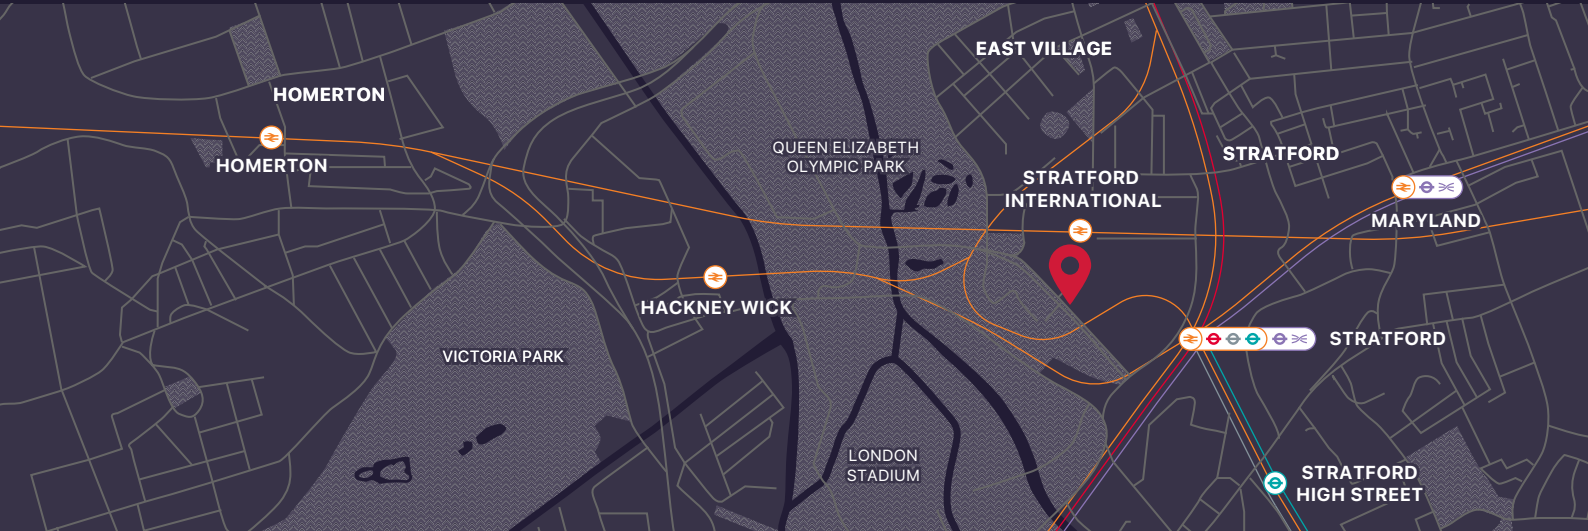 EAST VILLAGE
HOMERTON
QUEEN ELIZABETH
OLYMPIC PARK
STRATFORD
HOMERTON
STRATFORD
INTERNATIONAL
MARYLAND
HACKNEY WICK
STRATFORD
VICTORIA PARK
LONDON
STADIUM
STRATFORD
HIGH STREET